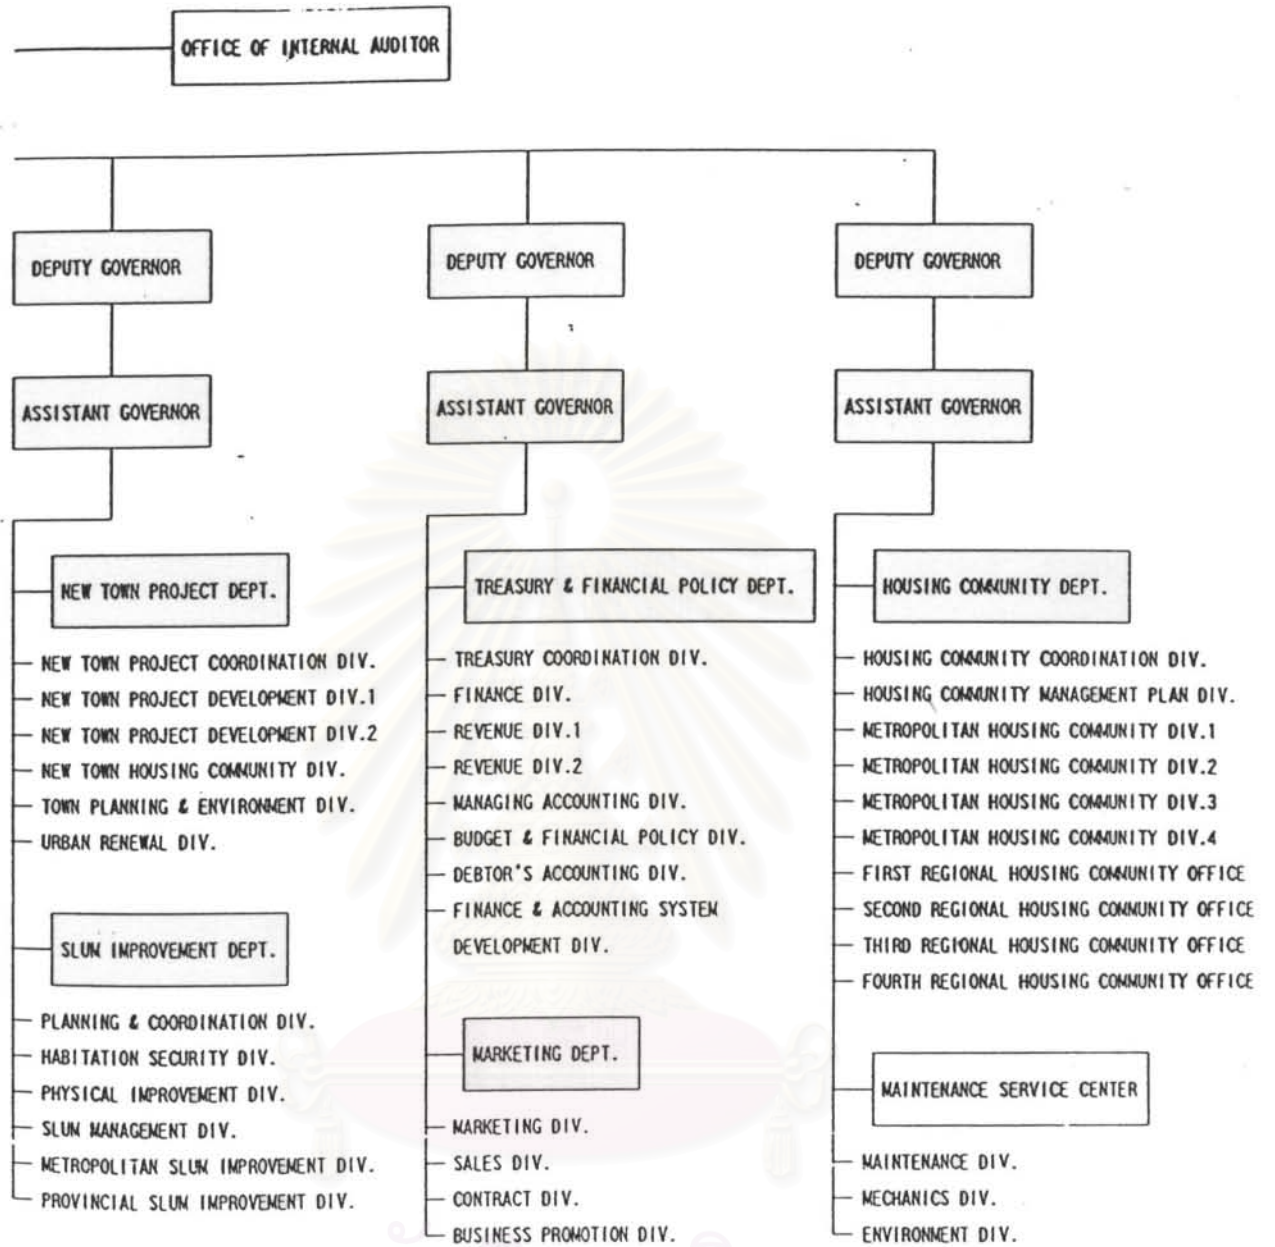 OFFICE OF INTERNAL AUDITOR
DEPUTY GOVERNOR
ASSISTANT GOVERNOR
NEW TOWN PROJECT DEPT.
NEW TOWN PROJECT COORDINATION DIV.
NEW TOWN PROJECT DEVELOPMENT DIV.1
NEW TOWN PROJECT DEVELOPMENT DIV.2
NEW TOWN HOUSING COMMUNITY DIV.
TOWN PLANNING & ENVIRONMENT DIV.
URBAN RENEWAL DIV.
SLUM IMPROVEMENT DEPT.
PLANNING & COORDINATION DIV.
HABITATION SECURITY DIV.
PHYSICAL IMPROVEMENT DIV.
SLUM MANAGEMENT DIV.
METROPOLITAN SLUM IMPROVEMENT DIV.
PROVINCIAL SLUM IMPROVEMENT DIV.
DEPUTY GOVERNOR
ASSISTANT GOVERNOR
TREASURY & FINANCIAL POLICY DEPT.
TREASURY COORDINATION DIV.
FINANCE DIV.
REVENUE DIV.1
REVENUE DIV.2
MANAGING ACCOUNTING DIV.
BUDGET & FINANCIAL POLICY DIV.
DEBTOR'S ACCOUNTING DIV.
FINANCE & ACCOUNTING SYSTEM
DEVELOPMENT DIV.
MARKETING DEPT.
MARKETING DIV.
SALES DIV.
CONTRACT DIV.
BUSINESS PROMOTION DIV.
DEPUTY GOVERNOR
ASSISTANT GOVERNOR
HOUSING COMMUNITY DEPT.
HOUSING COMMUNITY COORDINATION DIV.
HOUSING COMMUNITY MANAGEMENT PLAN DIV.
METROPOLITAN HOUSING COMMUNITY DIV.1
METROPOLITAN HOUSING COMMUNITY DIV.2
METROPOLITAN HOUSING COMMUNITY DIV.3
METROPOLITAN HOUSING COMMUNITY DIV.4
FIRST REGIONAL HOUSING COMMUNITY OFFICE
SECOND REGIONAL HOUSING COMMUNITY OFFICE
THIRD REGIONAL HOUSING COMMUNITY OFFICE
FOURTH REGIONAL HOUSING COMMUNITY OFFICE
MAINTENANCE SERVICE CENTER
MAINTENANCE DIV.
MECHANICS DIV.
ENVIRONMENT DIV.